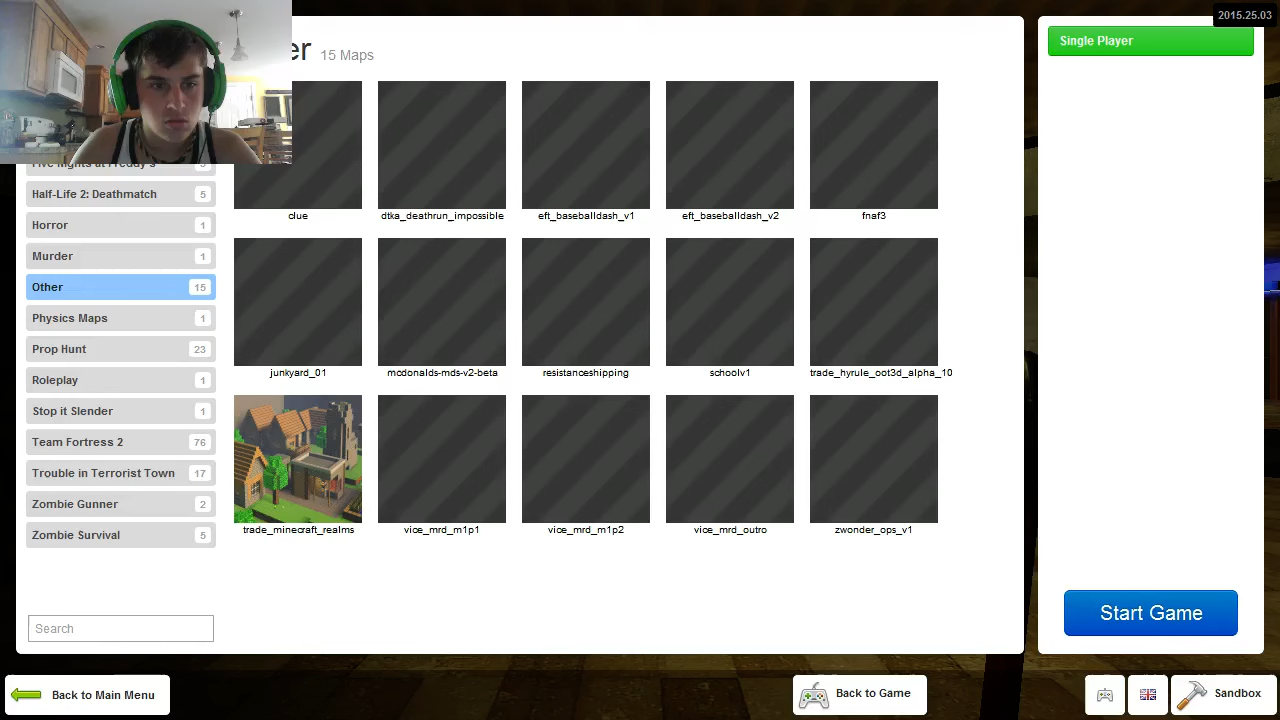 2015.25.03
er 15 Maps
Single Player
Half-Life 2: Deathmatch 5
Horror 1
Murder 1
Other 15
Physics Maps 1
Prop Hunt 23
Roleplay 1
Stop it Slender 1
Team Fortress 2 76
Trouble in Terrorist Town 17
Zombie Gunner 2
Zombie Survival 5
clue dtka_deathrun_impossible eft_baseballdash_v1 eft_baseballdash_v2 fnaf3
junkyard_01 mcdonalds-mds-v2-beta resistanceshipping schoolv1 trade_hyrule_oot3d_alpha_10
trade_minecraft_realms vice_mrd_m1p1 vice_mrd_m1p2 vice_mrd_outro zwonder_ops_v1
Search
Start Game
Back to Main Menu
Back to Game
Sandbox